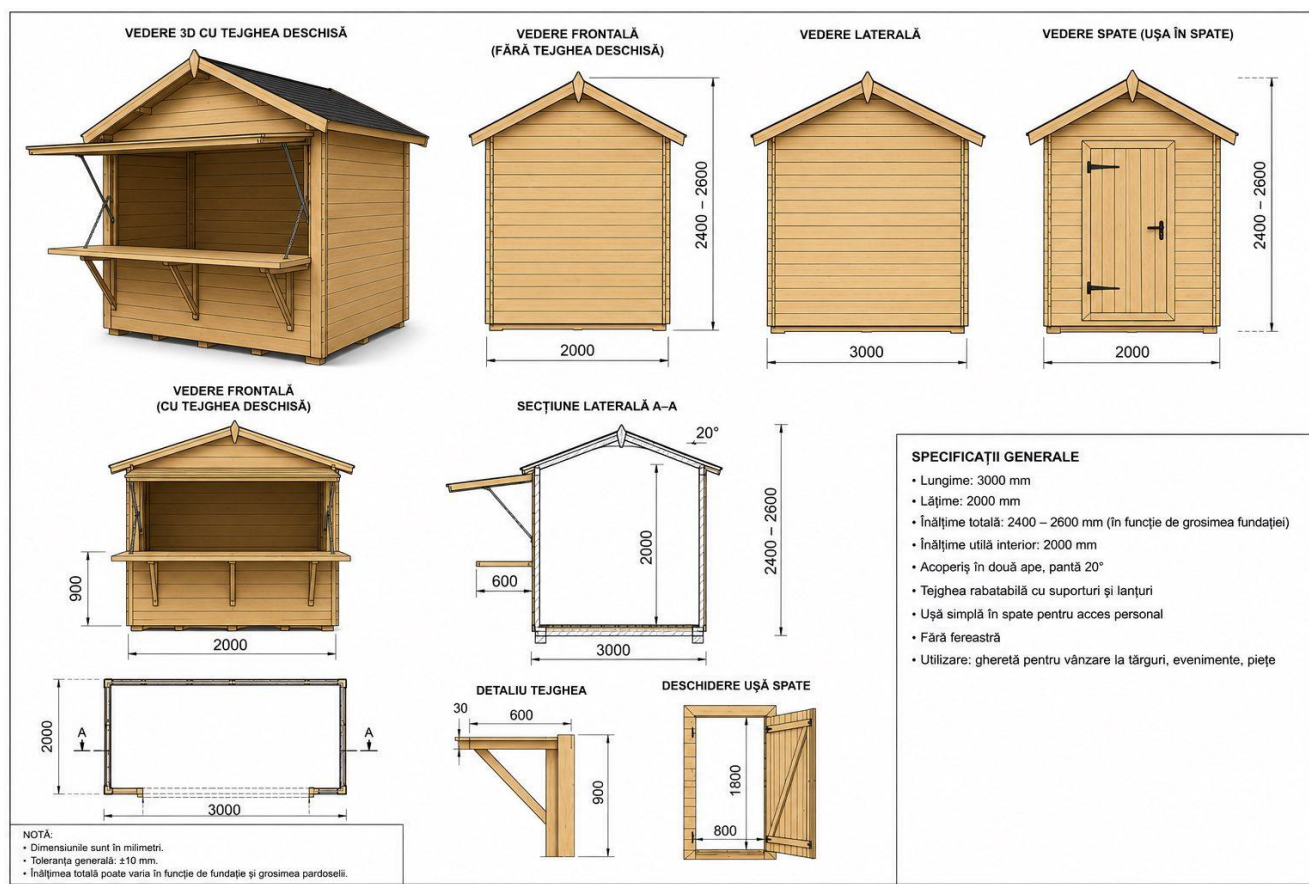 VEDERE 3D CU TEJGHEA DESCHISĂ
VEDERE FRONTALĂ
(FĂRĂ TEJGHEA DESCHISĂ)
2400 – 2600
2000
VEDERE LATERALĂ
3000
VEDERE SPATE (UȘA ÎN SPATE)
2400 – 2600
2000
VEDERE FRONTALĂ
(CU TEJGHEA DESCHISĂ)
900
2000
SECȚIUNE LATERALĂ A–A
20°
600
2000
2400 – 2600
3000
SPECIFICAȚII GENERALE
• Lungime: 3000 mm
• Lățime: 2000 mm
• Înălțime totală: 2400 – 2600 mm (în funcție de grosimea fundației)
• Înălțime utilă interior: 2000 mm
• Acoperiș în două ape, pantă 20°
• Tejghea rabatabilă cu suporturi și lanțuri
• Ușă simplă în spate pentru acces personal
• Fără fereastră
• Utilizare: gheretă pentru vânzare la târguri, evenimente, piețe
2000
A
A
3000
DETALIU TEJGHEA
30
600
900
DESCHIDERE UȘĂ SPATE
1800
800
NOTĂ:
• Dimensiunile sunt în milimetri.
• Toleranța generală: ±10 mm.
• Înălțimea totală poate varia în funcție de fundație și grosimea pardoselii.